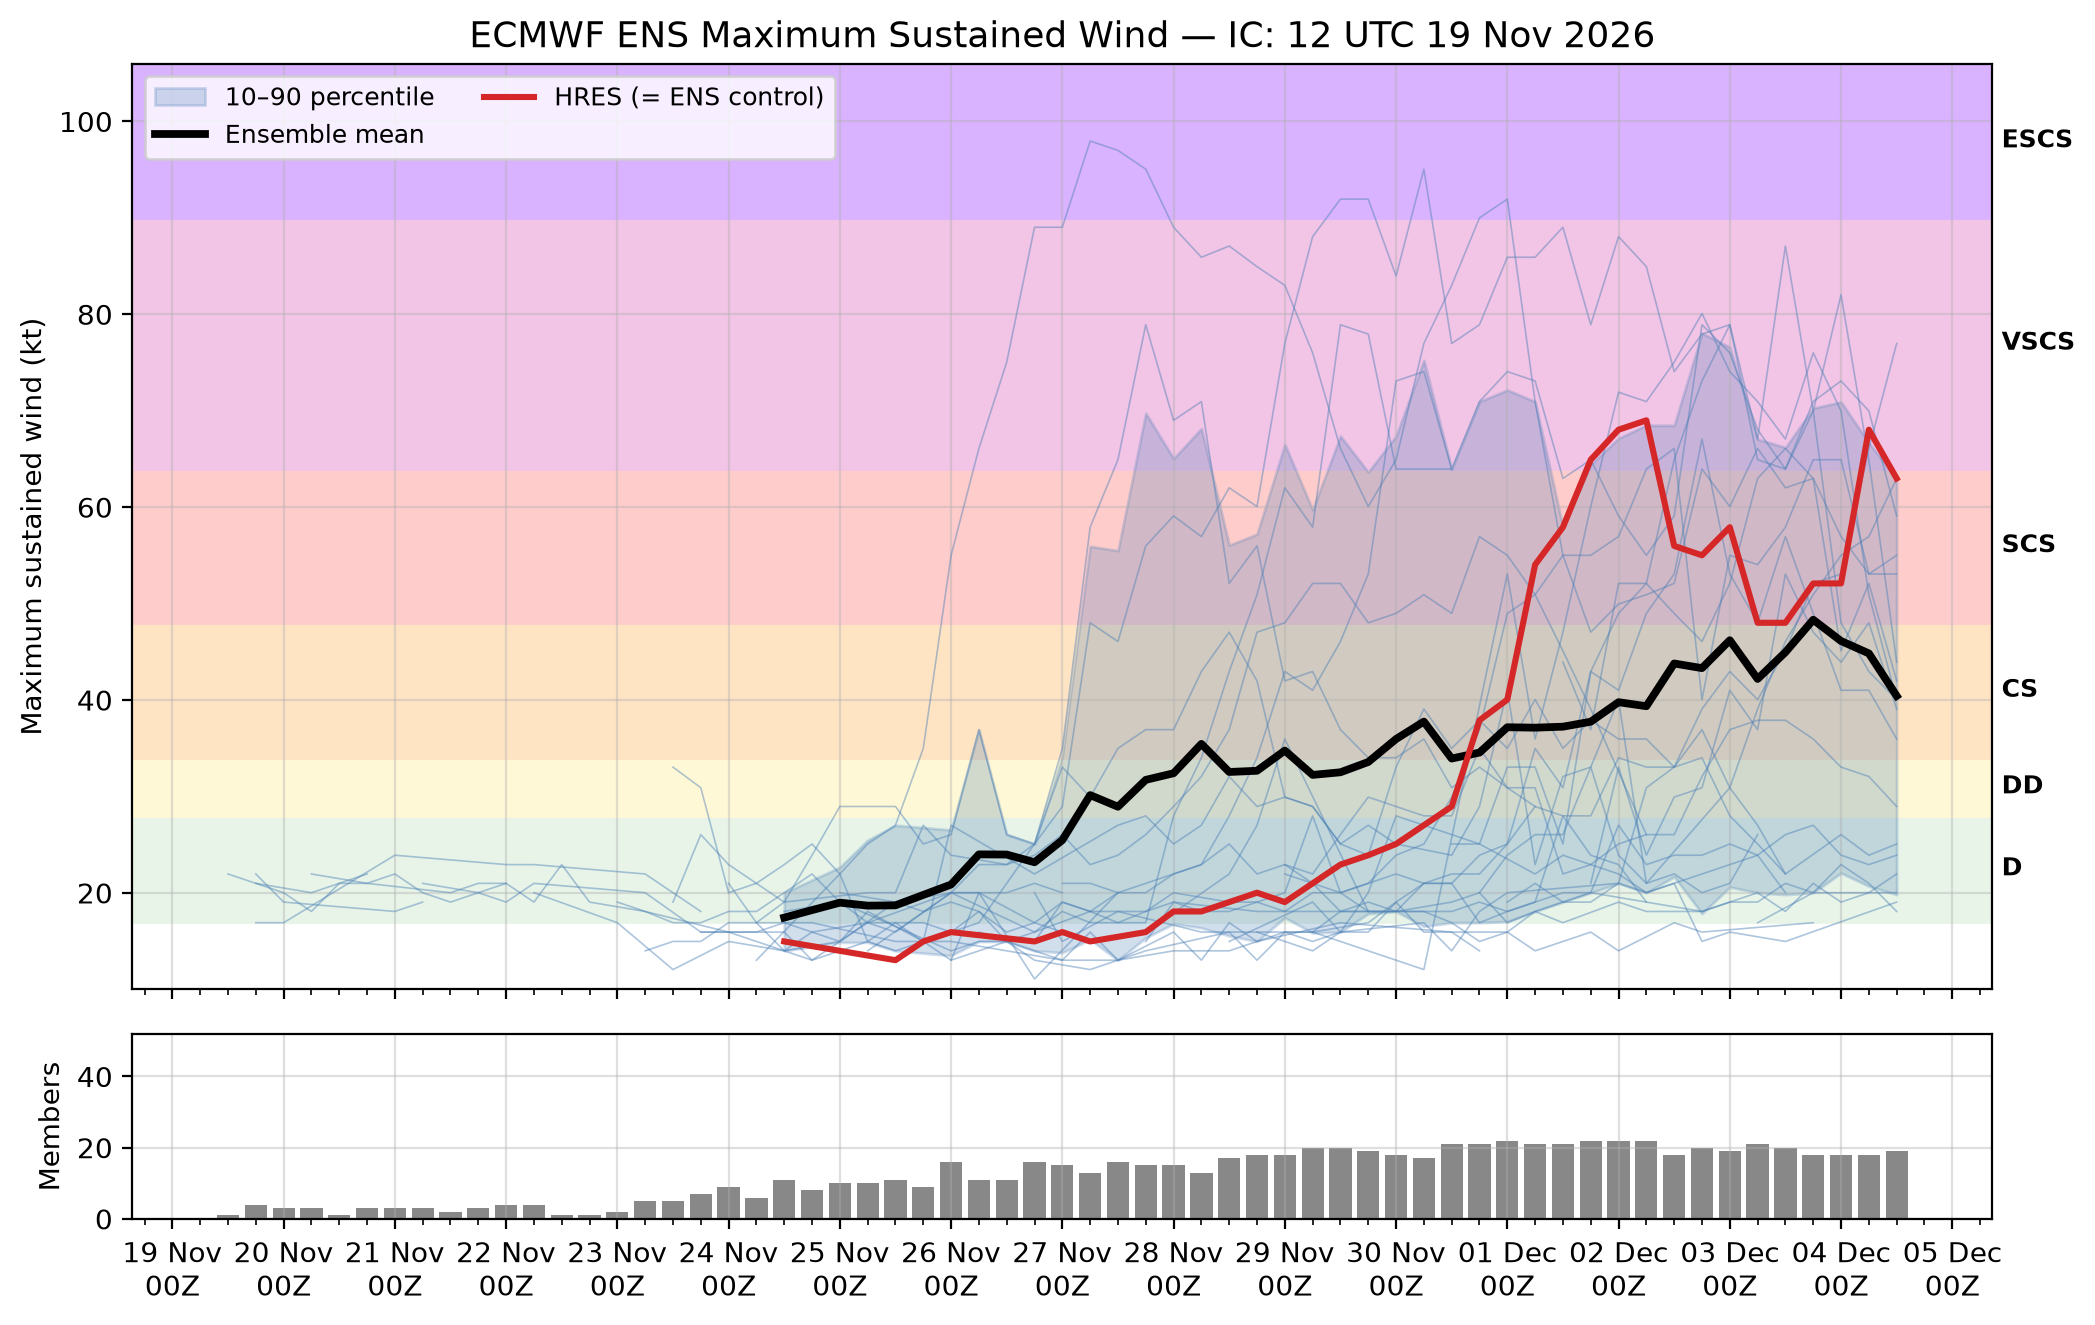 ECMWF ENS Maximum Sustained Wind — IC: 12 UTC 19 Nov 2026
10–90 percentile
Ensemble mean
HRES (= ENS control)
Maximum sustained wind (kt)
100
80
60
40
20
ESCS
VSCS
SCS
CS
DD
D
Members
40
20
0
19 Nov 20 Nov 21 Nov 22 Nov 23 Nov 24 Nov 25 Nov 26 Nov 27 Nov 28 Nov 29 Nov 30 Nov 01 Dec 02 Dec 03 Dec 04 Dec 05 Dec
00Z 00Z 00Z 00Z 00Z 00Z 00Z 00Z 00Z 00Z 00Z 00Z 00Z 00Z 00Z 00Z 00Z